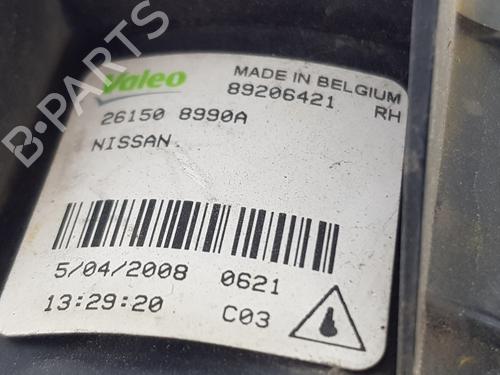 B-PARTS
Valeo
MADE IN BELGIUM
89206421 RH
26150 8990A
NISSAN
5/04/2008 0621
13:29:20 C03